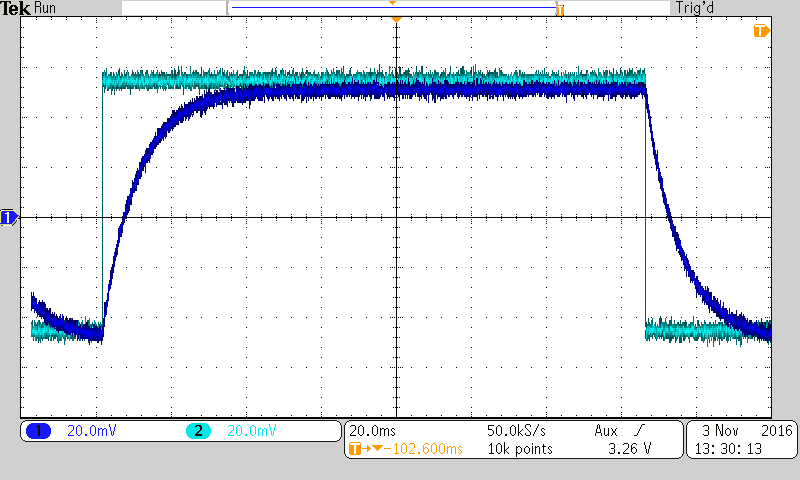 Tek Run Trig'd
T
1
1 20.0mV 2 20.0mV 20.0ms 50.0kS/s Aux 3 Nov 2016
T→▼−102.600ms 10k points 3.26 V 13:30:13